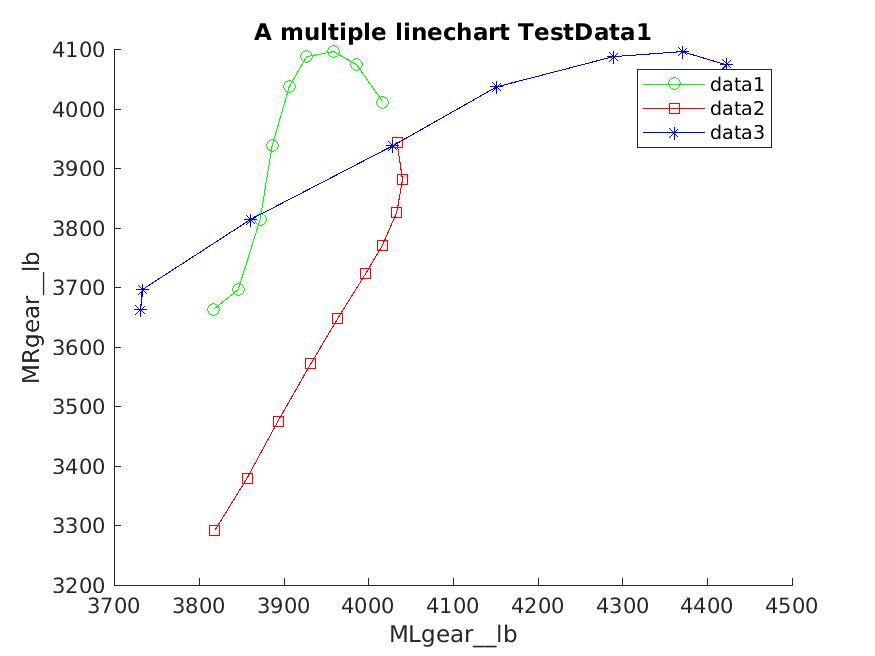 A multiple linechart TestData1
4100
4000
3900
3800
3700
3600
3500
3400
3300
3200
MRgear__lb
data1
data2
data3
3700 3800 3900 4000 4100 4200 4300 4400 4500
MLgear__lb